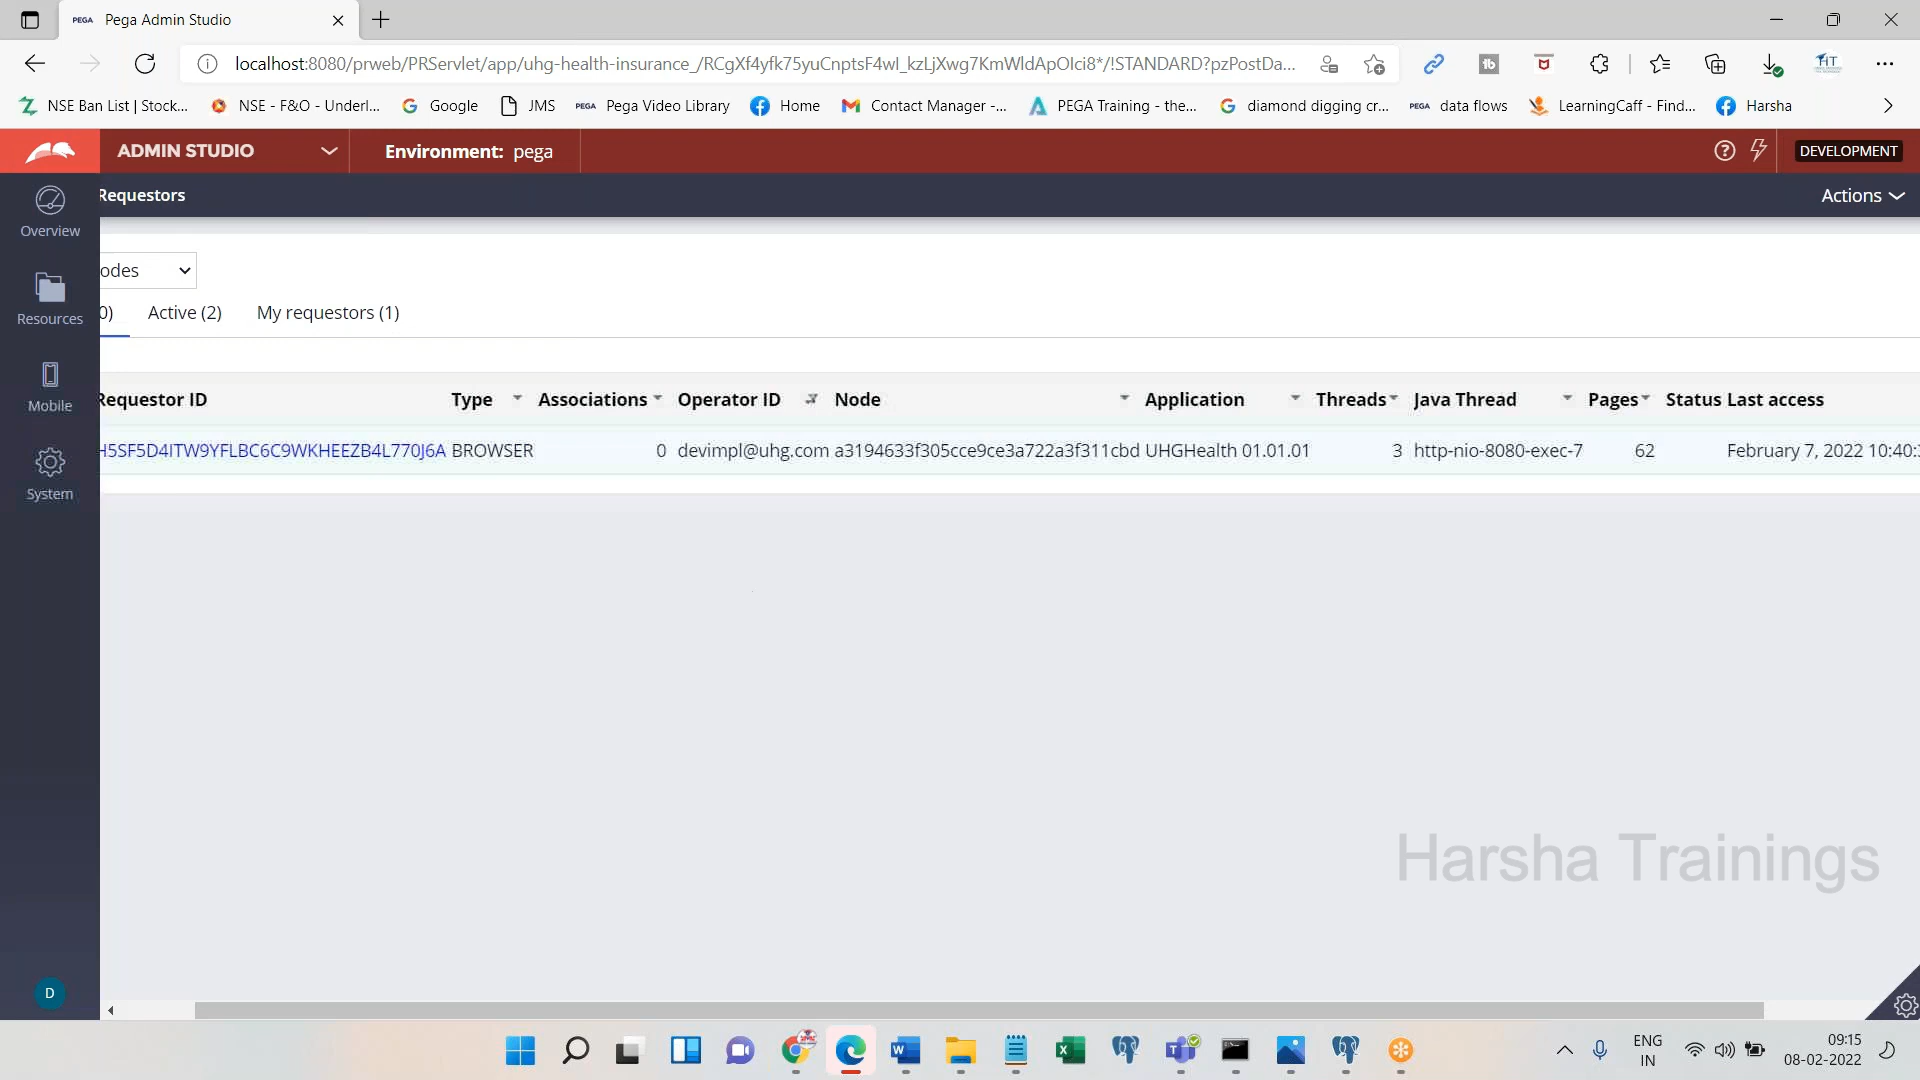 PEGA Pega Admin Studio
localhost:8080/prweb/PRServlet/app/uhg-health-insurance_/RCgXf4yfk75yuCnptsF4wl_kzLjXwg7KmWldApOIci8*/!STANDARD?pzPostDa...
NSE Ban List | Stock... NSE - F&O - Underl... Google JMS PEGA Pega Video Library Home Contact Manager -... PEGA Training - the... diamond digging cr... PEGA data flows LearningCaff - Find... Harsha
ADMIN STUDIO Environment: pega DEVELOPMENT
Requestors Actions
Overview
odes
Resources
0) Active (2) My requestors (1)
Mobile
Requestor ID Type Associations Operator ID Node Application Threads Java Thread Pages Status Last access
H5SF5D4ITW9YFLBC6C9WKHEEZB4L770J6A BROWSER 0 devimpl@uhg.com a3194633f305cce9ce3a722a3f311cbd UHGHealth 01.01.01 3 http-nio-8080-exec-7 62 February 7, 2022 10:40:
System
Harsha Trainings
D
ENG
IN
09:15
08-02-2022